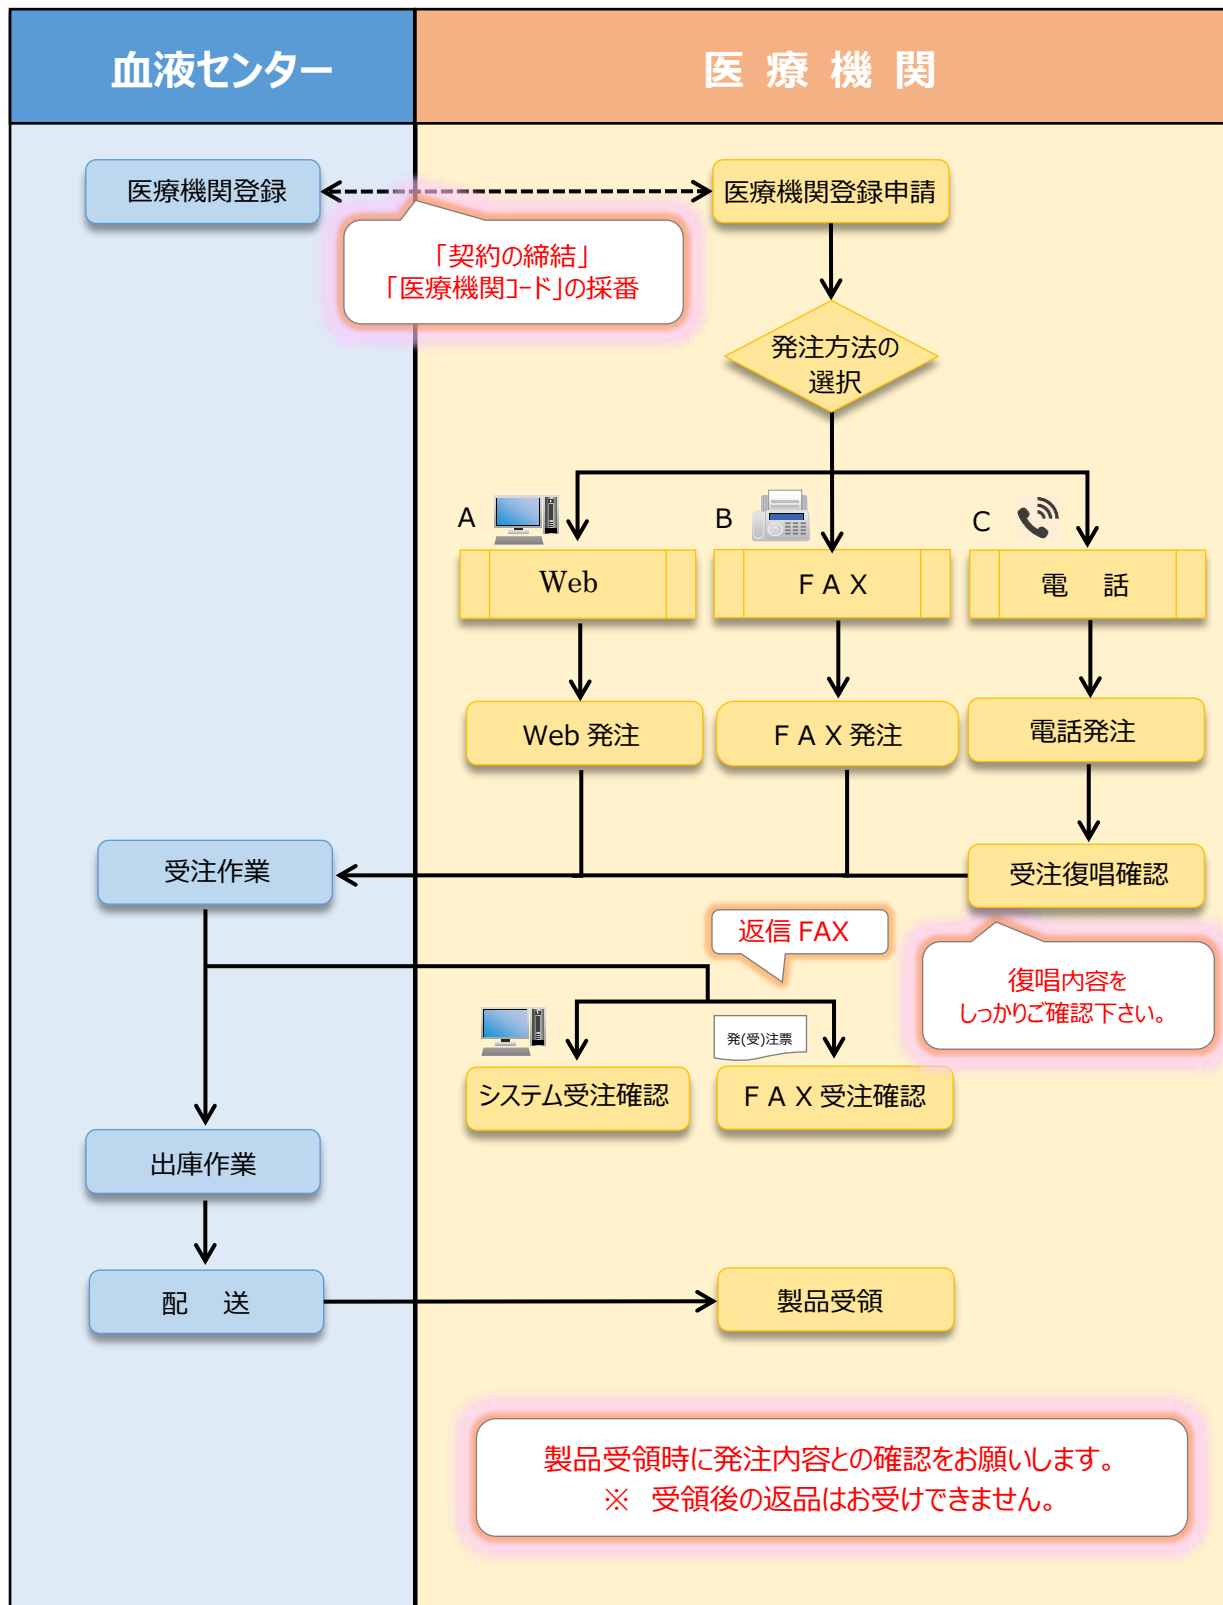 血液センター
医 療 機 関
医療機関登録
医療機関登録申請
「契約の締結」
「医療機関コード」の採番
発注方法の
選択
A
B
C
Web
ＦＡＸ
電　話
Web 発注
ＦＡＸ発注
電話発注
受注作業
受注復唱確認
返信 FAX
復唱内容を
しっかりご確認下さい。
発(受)注票
システム受注確認
ＦＡＸ受注確認
出庫作業
配　送
製品受領
製品受領時に発注内容との確認をお願いします。
※　受領後の返品はお受けできません。